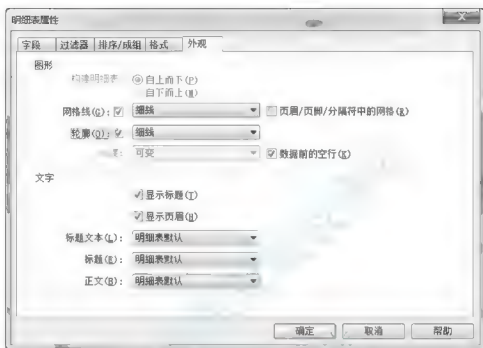 明细表属性
字段 过滤器 排序/成组 格式 外观
图形
构建明细表: 自上而下(P)
自下而上(M)
网格线(G): 细线 页眉/页脚/分隔符中的网格(R)
轮廓(O): 细线
可变 数据前的空行(K)
文字
显示标题(T)
显示页眉(H)
标题文本(L): 明细表默认
标题(E): 明细表默认
正文(B): 明细表默认
确定 取消 帮助